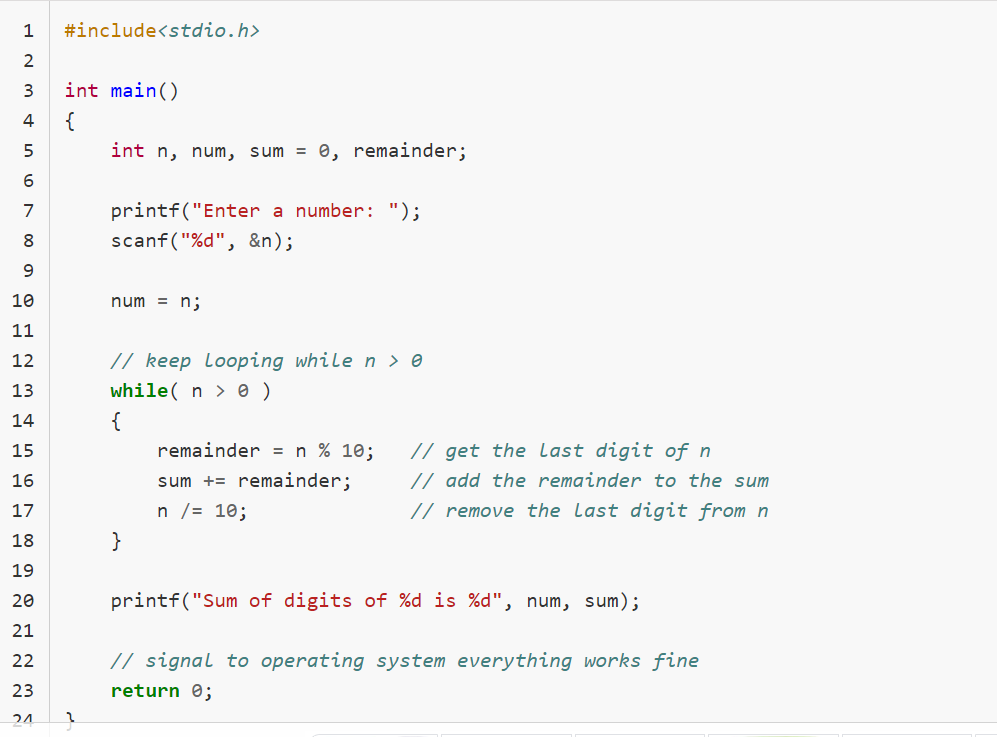 1 #include<stdio.h>
2
3 int main()
4 {
5     int n, num, sum = 0, remainder;
6
7     printf("Enter a number: ");
8     scanf("%d", &n);
9
10     num = n;
11
12     // keep looping while n > 0
13     while( n > 0 )
14     {
15         remainder = n % 10;   // get the last digit of n
16         sum += remainder;     // add the remainder to the sum
17         n /= 10;              // remove the last digit from n
18     }
19
20     printf("Sum of digits of %d is %d", num, sum);
21
22     // signal to operating system everything works fine
23     return 0;
24 }